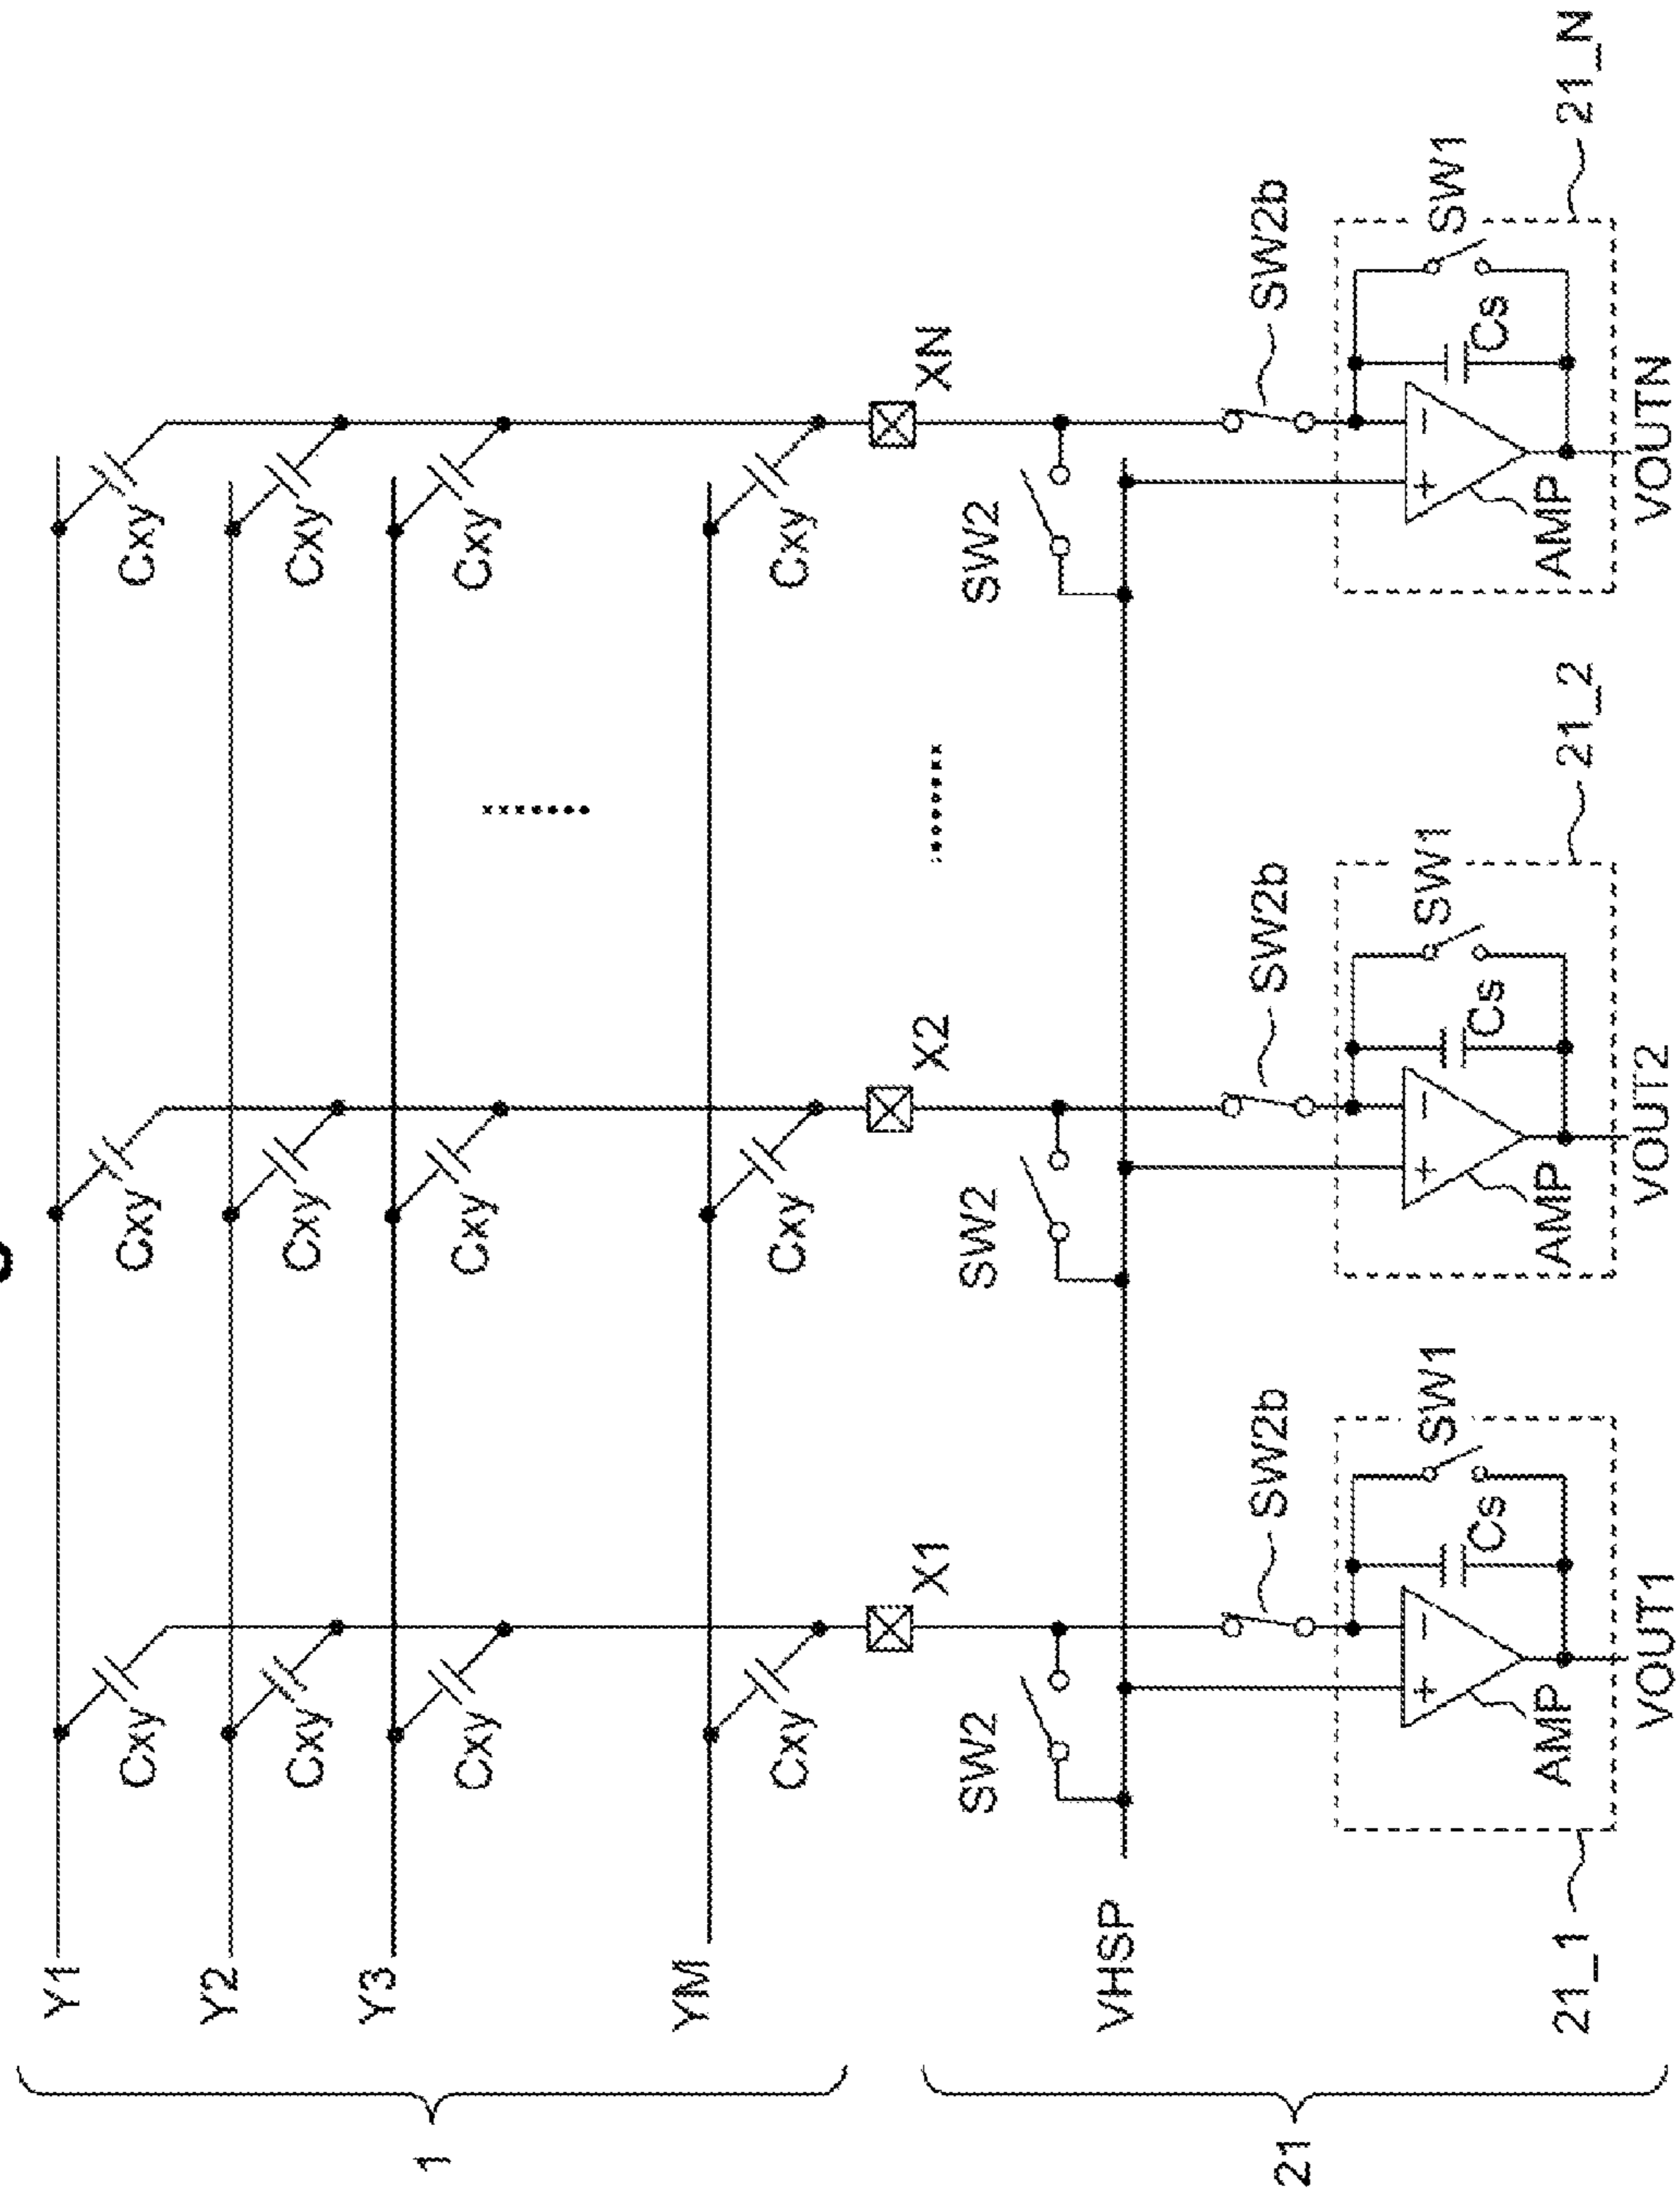 Y1
Cxy
Cxy
Cxy
Y2
Cxy
Cxy
Cxy
Y3
Cxy
Cxy
Cxy
YM
Cxy
Cxy
Cxy
1
X1
X2
XN
SW2
SW2
SW2
VHSP
SW2b
SW2b
SW2b
21
SW1
SW1
SW1
Cs
Cs
Cs
+ −
+ −
+ −
AMP
AMP
AMP
21_1
21_2
21_N
VOUT1
VOUT2
VOUTN